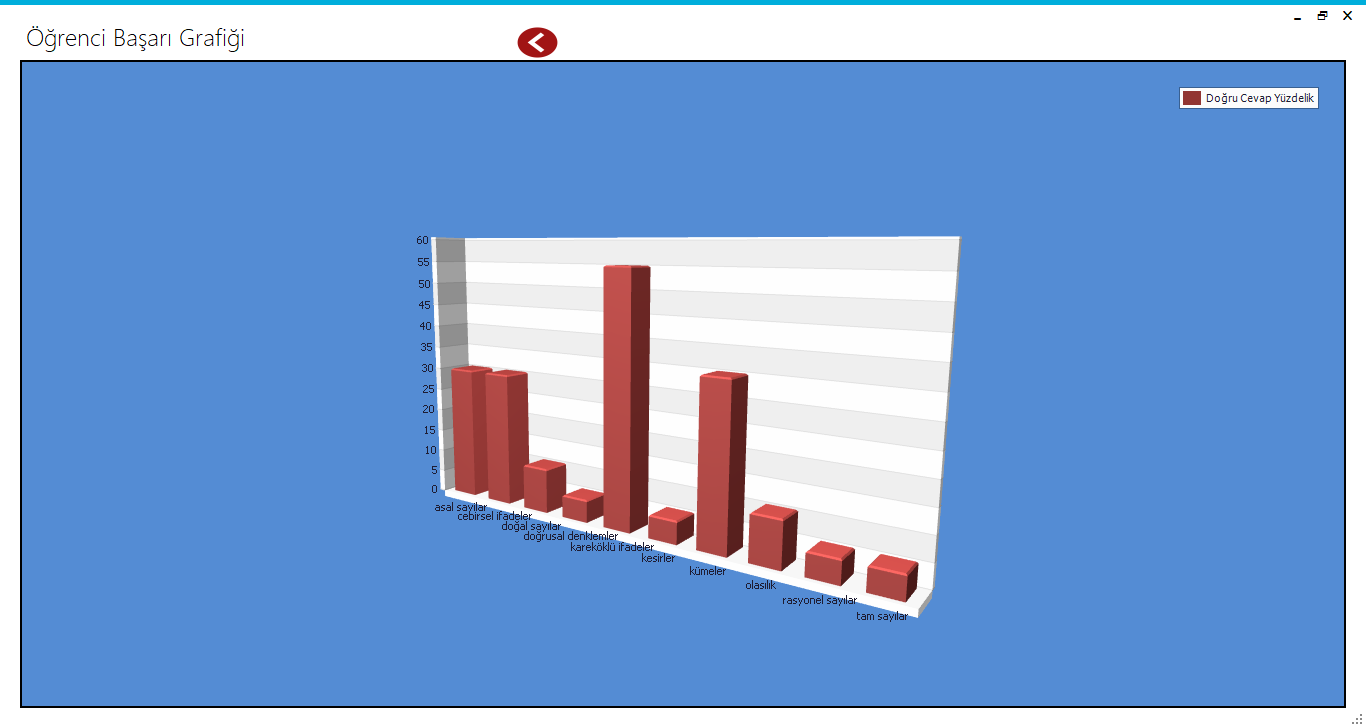 Öğrenci Başarı Grafiği
Doğru Cevap Yüzdelik
60
55
50
45
40
35
30
25
20
15
10
5
0
asal sayılar
cebirsel ifadeler
doğal sayılar
doğrusal denklemler
kareköklü ifadeler
kesirler
kümeler
olasılık
rasyonel sayılar
tam sayılar